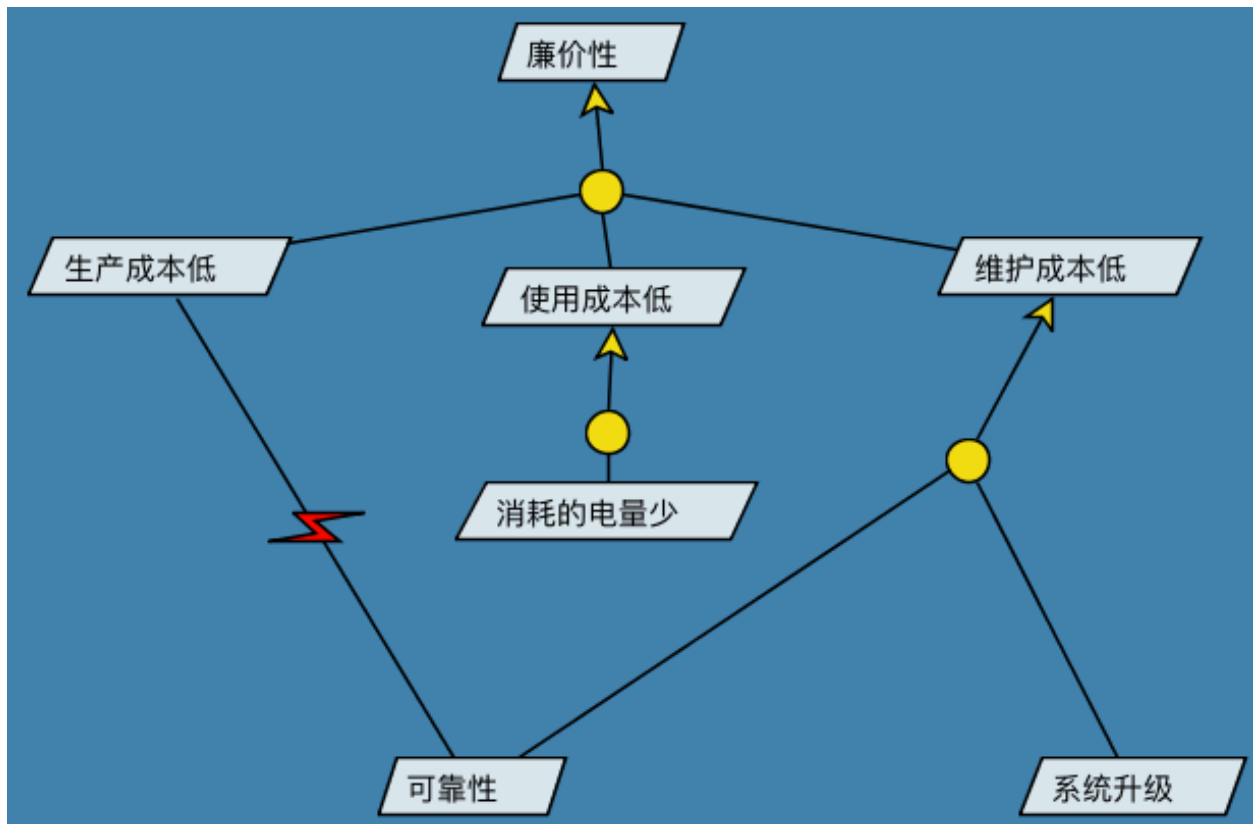 廉价性
生产成本低
使用成本低
维护成本低
消耗的电量少
可靠性
系统升级